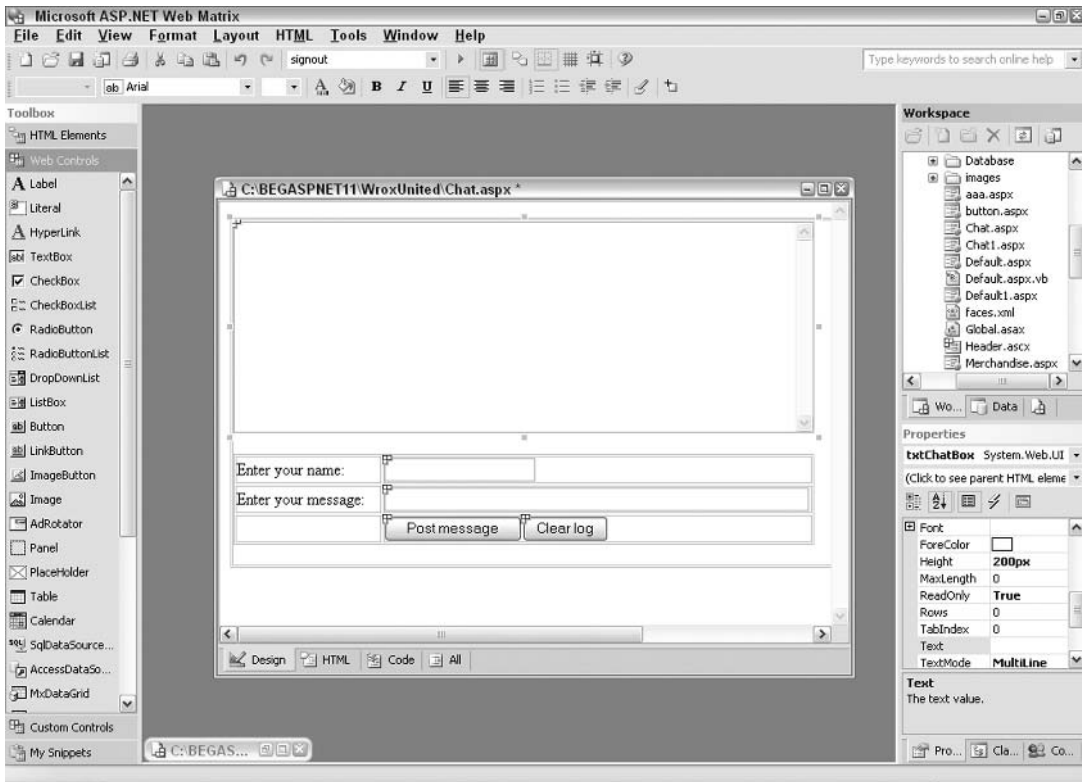 Microsoft ASP.NET Web Matrix
File Edit View Format Layout HTML Tools Window Help
signout
Type keywords to search online help
ab Arial
B I U
Toolbox
HTML Elements
Web Controls
Label
Literal
HyperLink
TextBox
CheckBox
CheckBoxList
RadioButton
RadioButtonList
DropDownList
ListBox
Button
LinkButton
ImageButton
Image
AdRotator
Panel
PlaceHolder
Table
Calendar
SqlDataSource...
AccessDataSo...
MxDataGrid
Custom Controls
My Snippets
C:\BEGASPNET11\WroxUnited\Chat.aspx *
Enter your name:
Enter your message:
Post message Clear log
Design HTML Code All
C:\BEGAS...
Workspace
Database
images
aaa.aspx
button.aspx
Chat.aspx
Chat1.aspx
Default.aspx
Default.aspx.vb
Default1.aspx
faces.xml
Global.asax
Header.ascx
Merchandise.aspx
Wo... Data
Properties
txtChatBox System.Web.UI
(Click to see parent HTML eleme
Font
ForeColor
Height 200px
MaxLength 0
ReadOnly True
Rows 0
TabIndex 0
Text
TextMode MultiLine
Text
The text value.
Pro... Cla... Co...